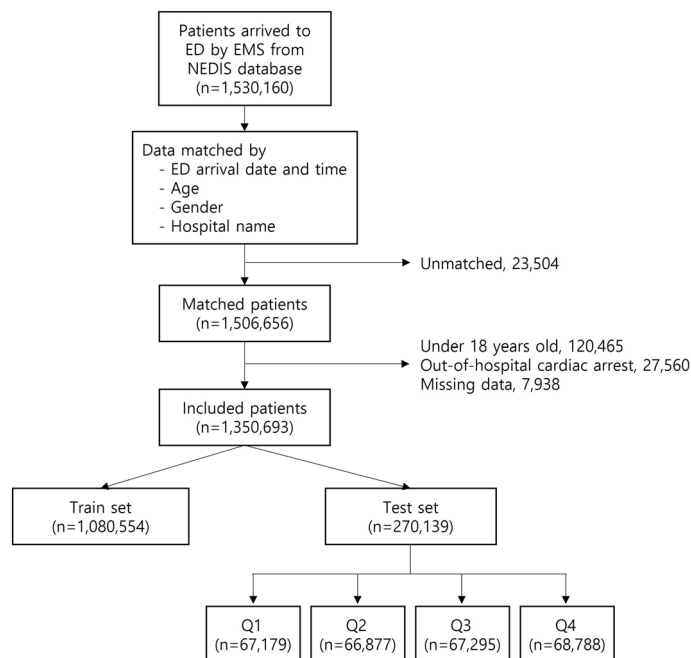 Patients arrived to
ED by EMS from
NEDIS database
(n=1,530,160)
Data matched by
- ED arrival date and time
- Age
- Gender
- Hospital name
Unmatched, 23,504
Matched patients
(n=1,506,656)
Under 18 years old, 120,465
Out-of-hospital cardiac arrest, 27,560
Missing data, 7,938
Included patients
(n=1,350,693)
Train set
(n=1,080,554)
Test set
(n=270,139)
Q1
(n=67,179)
Q2
(n=66,877)
Q3
(n=67,295)
Q4
(n=68,788)